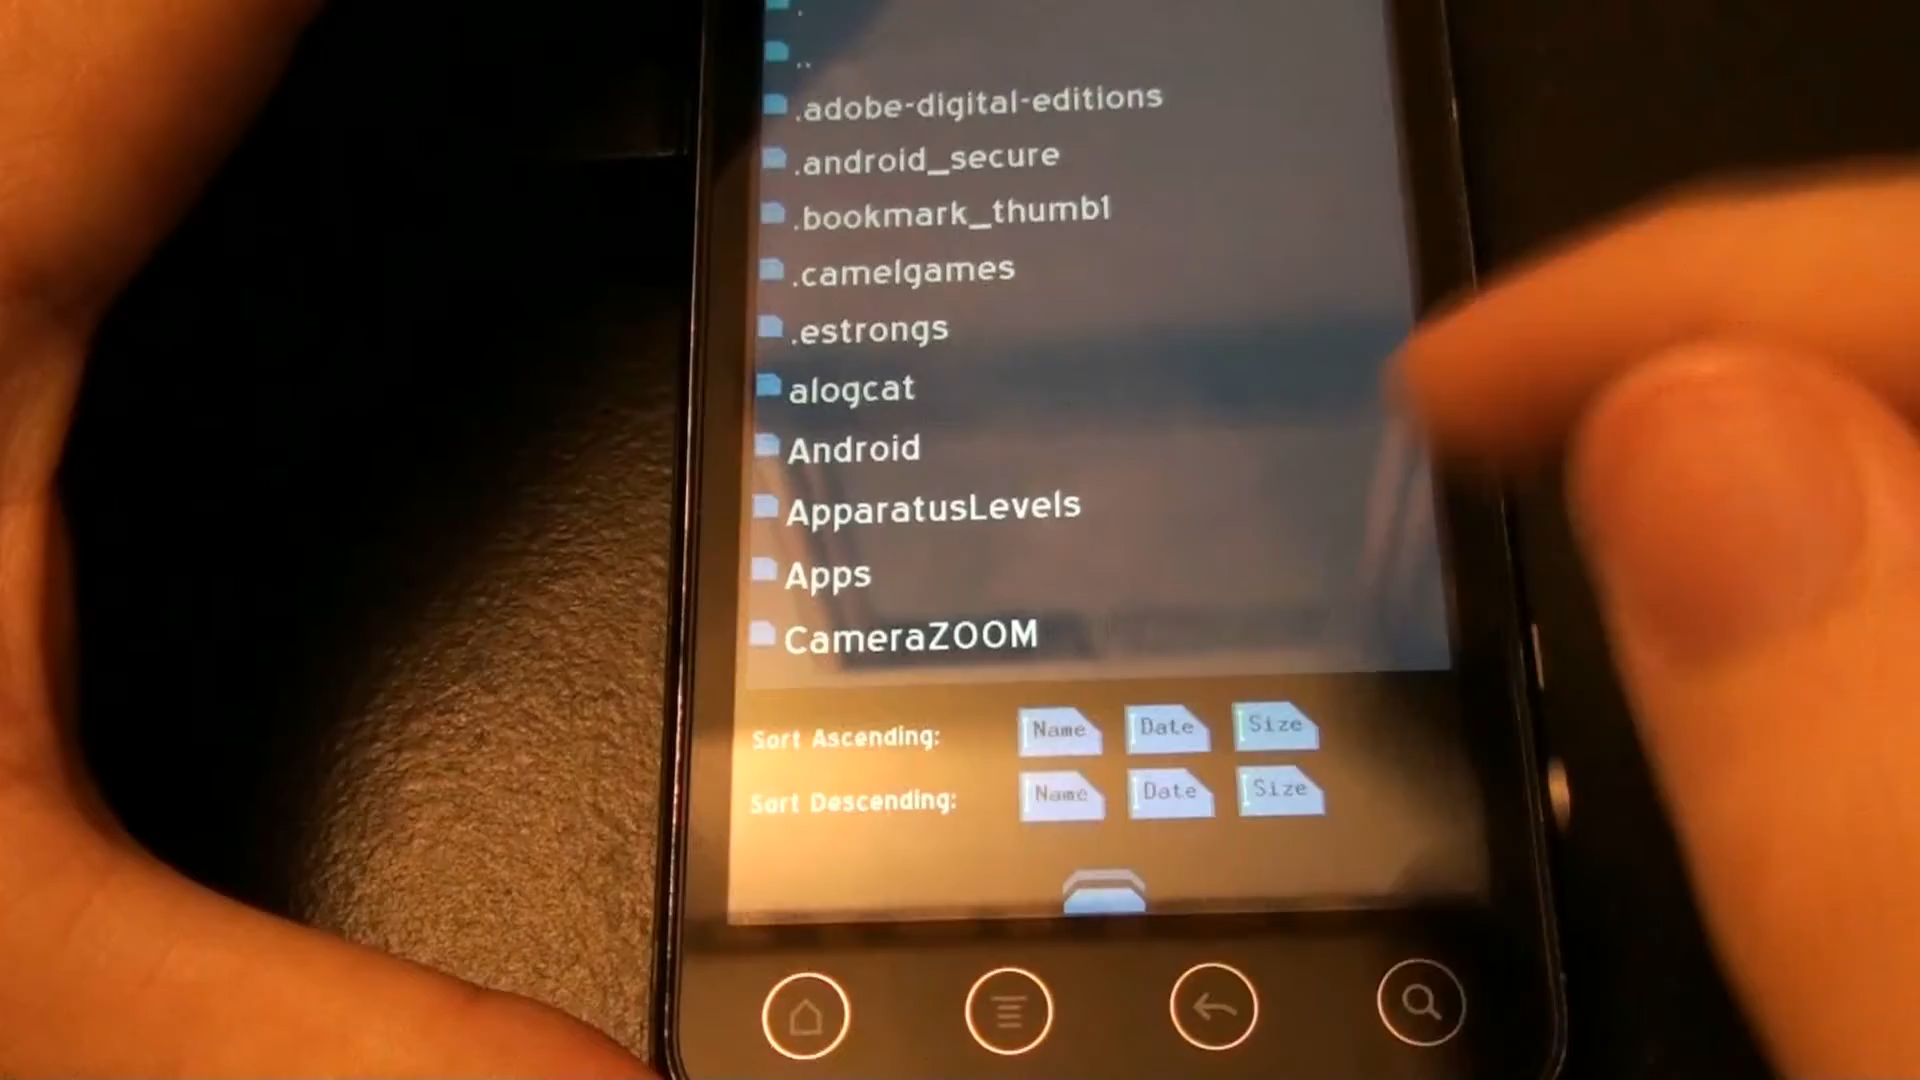 .
..
.adobe-digital-editions
.android_secure
.bookmark_thumb1
.camelgames
.estrongs
alogcat
Android
ApparatusLevels
Apps
CameraZOOM
Sort Ascending: Name Date Size
Sort Descending: Name Date Size